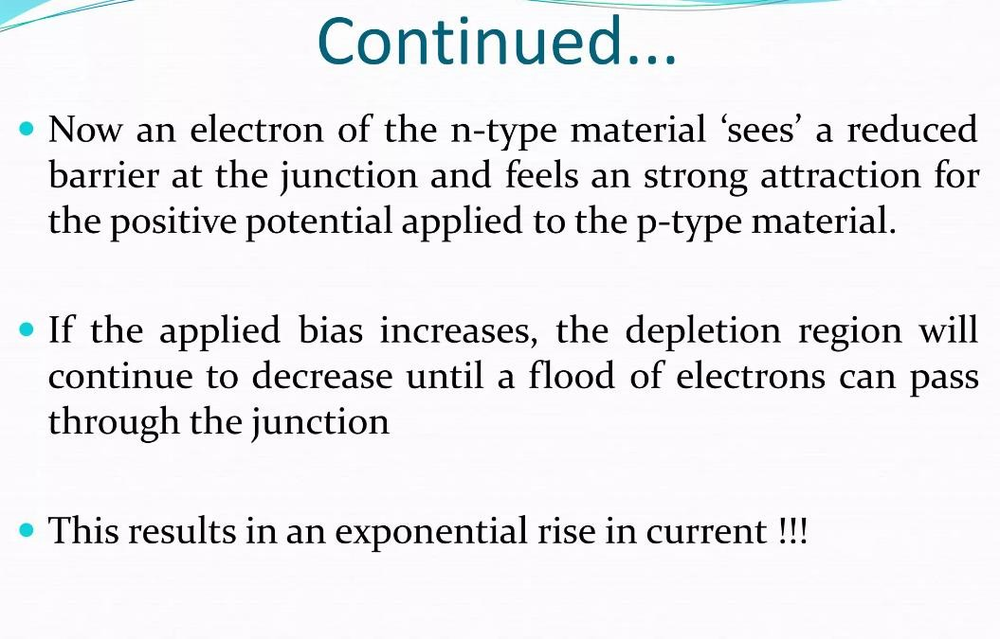 Continued...
• Now an electron of the n-type material ‘sees’ a reduced
barrier at the junction and feels an strong attraction for
the positive potential applied to the p-type material.
• If the applied bias increases, the depletion region will
continue to decrease until a flood of electrons can pass
through the junction
• This results in an exponential rise in current !!!